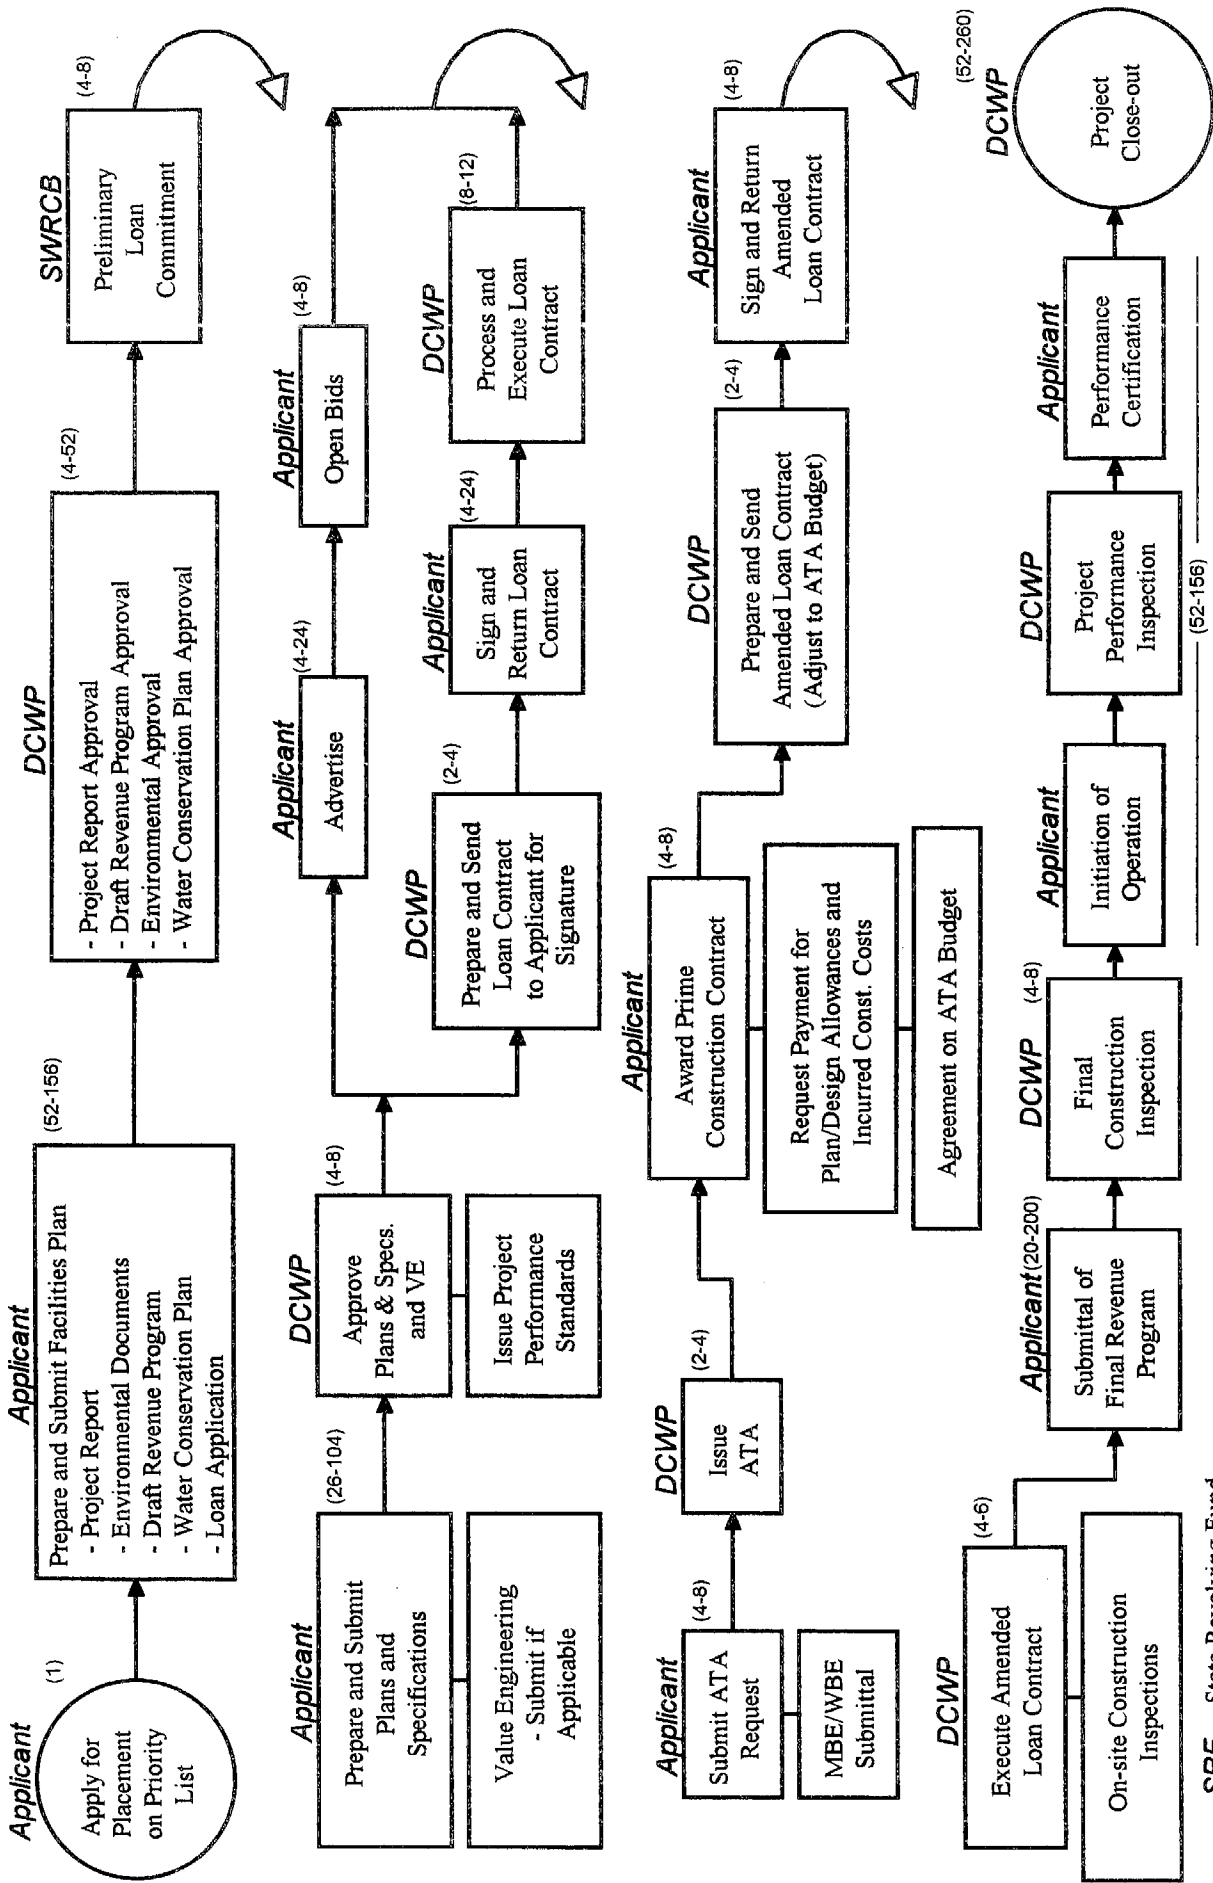 Applicant
(1)
Apply for
Placement
on Priority
List
Applicant
(52-156)
Prepare and Submit Facilities Plan
- Project Report
- Environmental Documents
- Draft Revenue Program
- Water Conservation Plan
- Loan Application
DCWP
(4-52)
- Project Report Approval
- Draft Revenue Program Approval
- Environmental Approval
- Water Conservation Plan Approval
SWRCB
(4-8)
Preliminary
Loan
Commitment
Applicant
(26-104)
Prepare and Submit
Plans and
Specifications
Value Engineering
- Submit if
Applicable
DCWP
(4-8)
Approve
Plans & Specs.
and VE
Issue Project
Performance
Standards
Applicant
(4-24)
Advertise
Applicant
(4-8)
Open Bids
DCWP
(2-4)
Prepare and Send
Loan Contract
to Applicant for
Signature
Applicant
(4-24)
Sign and
Return Loan
Contract
DCWP
(8-12)
Process and
Execute Loan
Contract
Applicant
(4-8)
Submit ATA
Request
MBE/WBE
Submittal
DCWP
(2-4)
Issue
ATA
Applicant
(4-8)
Award Prime
Construction Contract
Request Payment for
Plan/Design Allowances and
Incurred Const. Costs
Agreement on ATA Budget
DCWP
(2-4)
Prepare and Send
Amended Loan Contract
(Adjust to ATA Budget)
Applicant
(4-8)
Sign and Return
Amended
Loan Contract
DCWP
(4-6)
Execute Amended
Loan Contract
On-site Construction
Inspections
Applicant (20-200)
Submittal of
Final Revenue
Program
DCWP
(4-8)
Final
Construction
Inspection
Applicant
Initiation of
Operation
DCWP
Project
Performance
Inspection
Applicant
Performance
Certification
(52-156)
DCWP
(52-260)
Project
Close-out
SRF State Revolving Fund